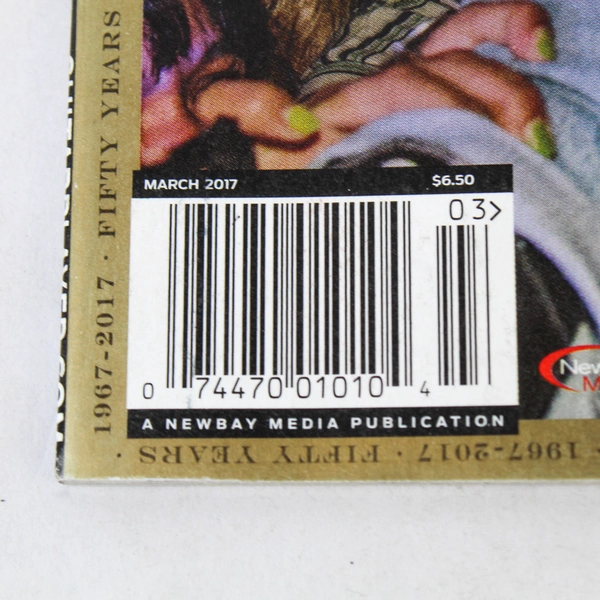 MARCH 2017 $6.50
03>
0 74470 01010 4
A NEWBAY MEDIA PUBLICATION
1967-2017 · FIFTY YEARS
· 1967-2017 · FIFTY YEARS ·